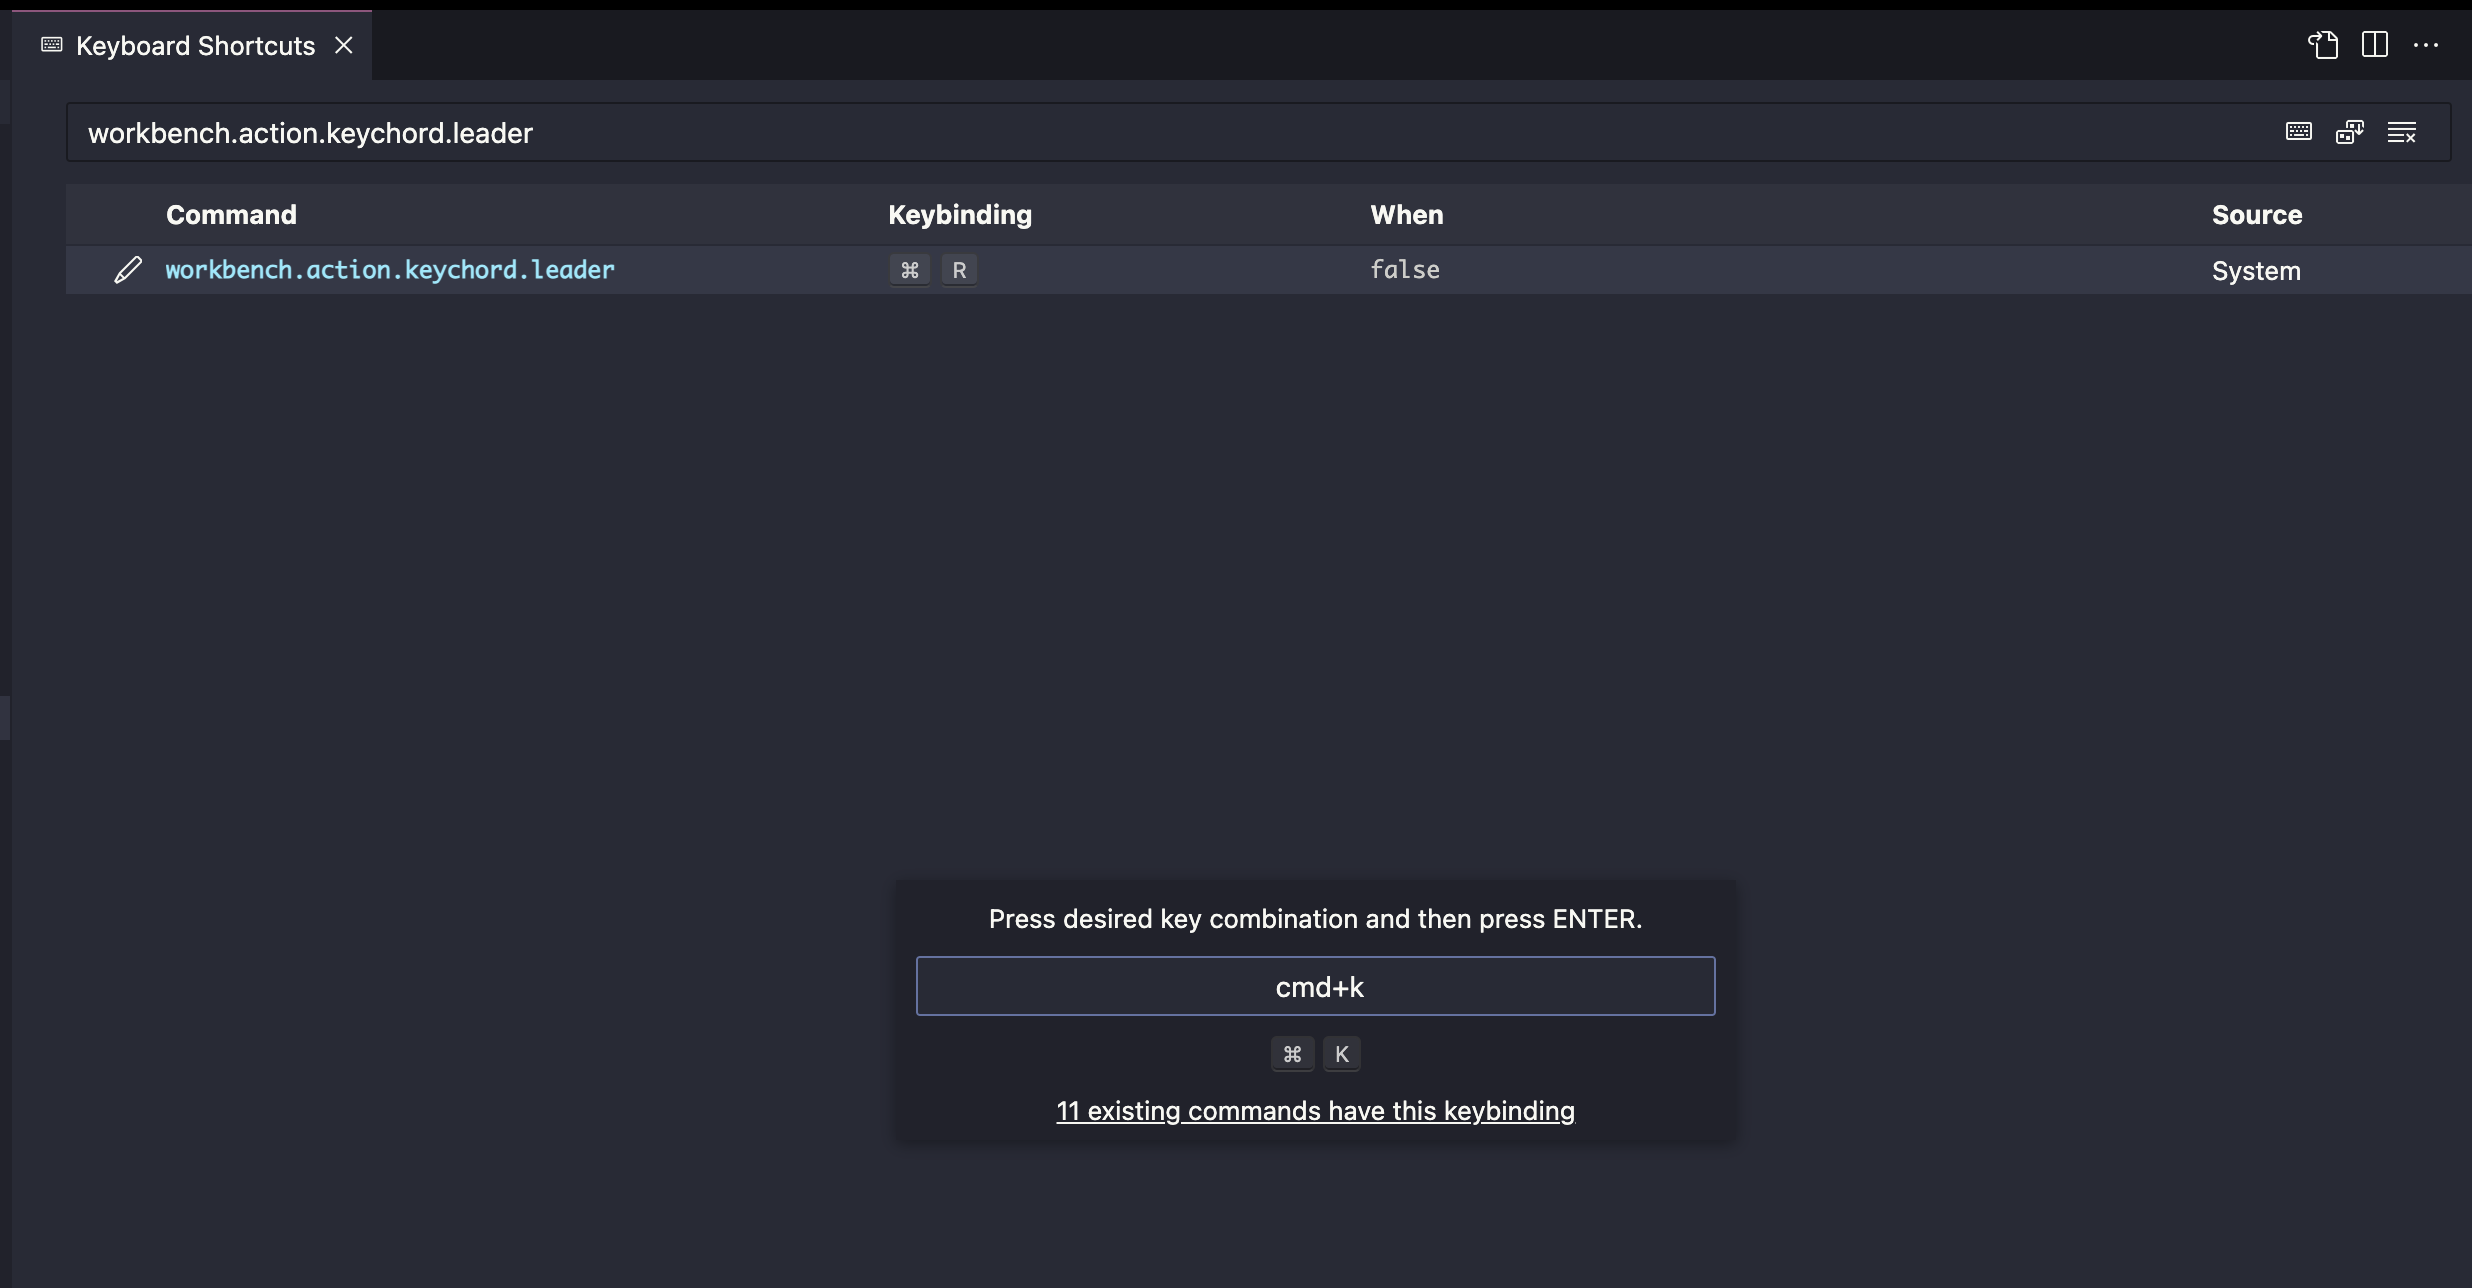 Keyboard Shortcuts
workbench.action.keychord.leader
Command Keybinding When Source
workbench.action.keychord.leader ⌘ R false System
Press desired key combination and then press ENTER.
cmd+k
⌘ K
11 existing commands have this keybinding